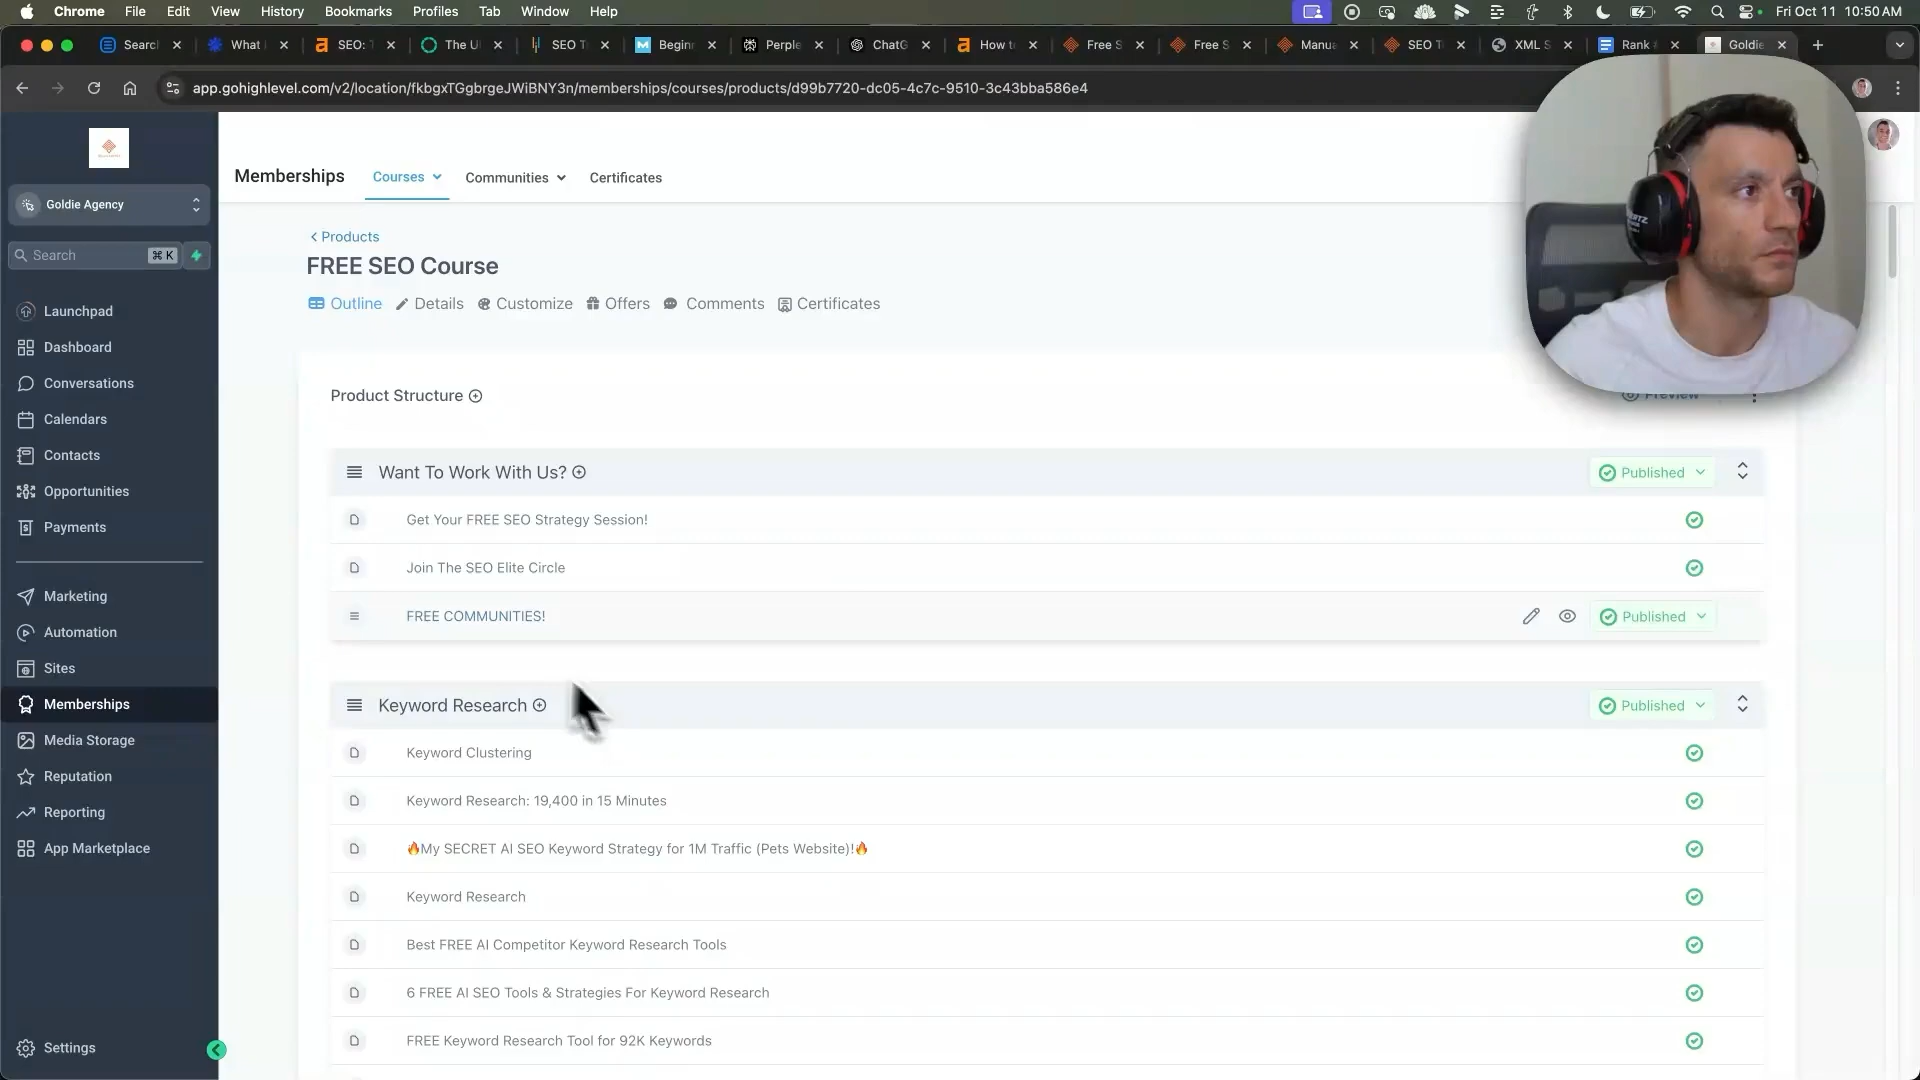 Chrome File Edit View History Bookmarks Profiles Tab Window Help Fri Oct 11 10:50 AM
Searc What SEO: The U SEO T Begin Perple ChatG How t Free S Free S Manua SEO T XML S Rank Goldie
app.gohighlevel.com/v2/location/fkbgxTGgbrgeJWiBNY3n/memberships/courses/products/d99b7720-dc05-4c7c-9510-3c43bba586e4
Memberships Courses Communities Certificates
Goldie Agency
Search ⌘ K
Launchpad
Dashboard
Conversations
Calendars
Contacts
Opportunities
Payments
Marketing
Automation
Sites
Memberships
Media Storage
Reputation
Reporting
App Marketplace
Settings
Products
FREE SEO Course
Outline Details Customize Offers Comments Certificates
Product Structure
Preview
Want To Work With Us? Published
Get Your FREE SEO Strategy Session!
Join The SEO Elite Circle
FREE COMMUNITIES! Published
Keyword Research Published
Keyword Clustering
Keyword Research: 19,400 in 15 Minutes
🔥My SECRET AI SEO Keyword Strategy for 1M Traffic (Pets Website)!🔥
Keyword Research
Best FREE AI Competitor Keyword Research Tools
6 FREE AI SEO Tools & Strategies For Keyword Research
FREE Keyword Research Tool for 92K Keywords